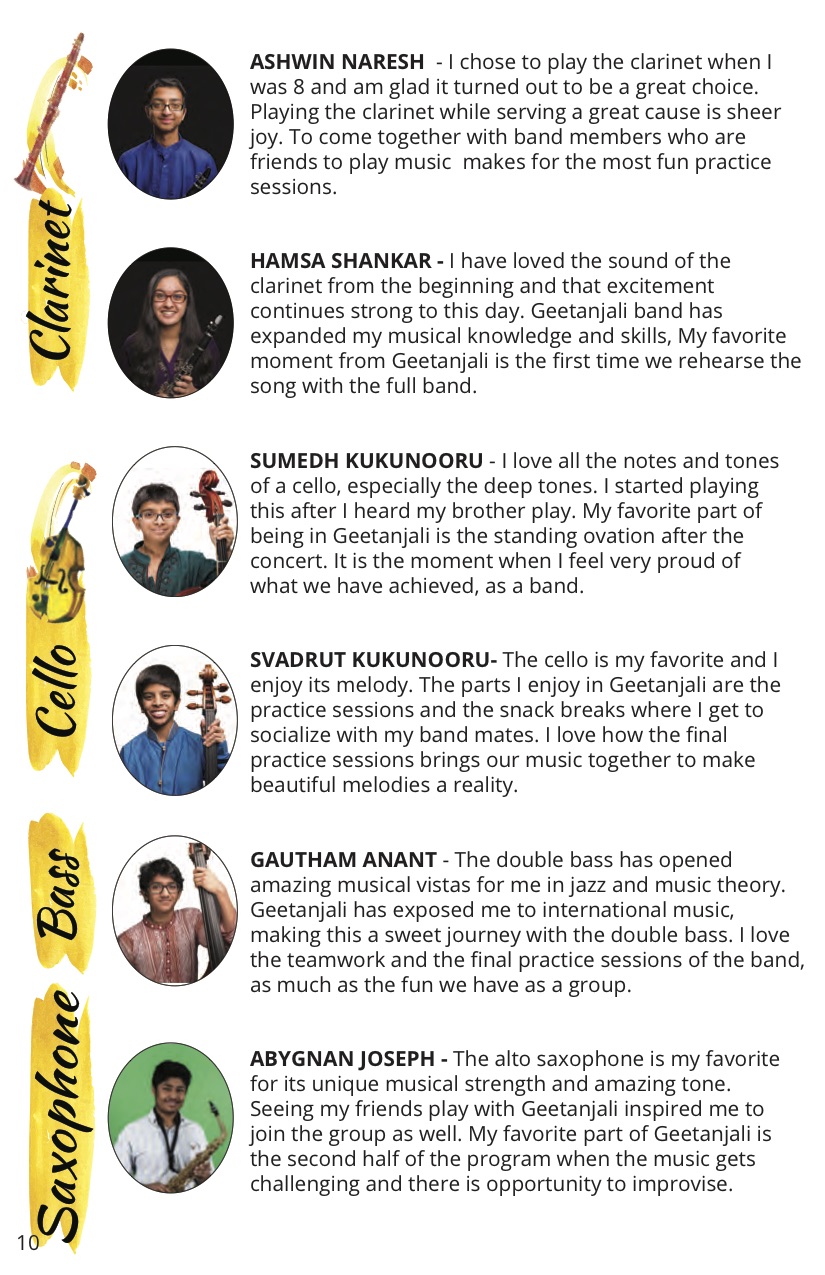 Clarinet
ASHWIN NARESH - I chose to play the clarinet when I
was 8 and am glad it turned out to be a great choice.
Playing the clarinet while serving a great cause is sheer
joy. To come together with band members who are
friends to play music makes for the most fun practice
sessions.
HAMSA SHANKAR - I have loved the sound of the
clarinet from the beginning and that excitement
continues strong to this day. Geetanjali band has
expanded my musical knowledge and skills, My favorite
moment from Geetanjali is the first time we rehearse the
song with the full band.
Cello
SUMEDH KUKUNOORU - I love all the notes and tones
of a cello, especially the deep tones. I started playing
this after I heard my brother play. My favorite part of
being in Geetanjali is the standing ovation after the
concert. It is the moment when I feel very proud of
what we have achieved, as a band.
SVADRUT KUKUNOORU- The cello is my favorite and I
enjoy its melody. The parts I enjoy in Geetanjali are the
practice sessions and the snack breaks where I get to
socialize with my band mates. I love how the final
practice sessions brings our music together to make
beautiful melodies a reality.
Bass
GAUTHAM ANANT - The double bass has opened
amazing musical vistas for me in jazz and music theory.
Geetanjali has exposed me to international music,
making this a sweet journey with the double bass. I love
the teamwork and the final practice sessions of the band,
as much as the fun we have as a group.
Saxophone
ABYGNAN JOSEPH - The alto saxophone is my favorite
for its unique musical strength and amazing tone.
Seeing my friends play with Geetanjali inspired me to
join the group as well. My favorite part of Geetanjali is
the second half of the program when the music gets
challenging and there is opportunity to improvise.
10